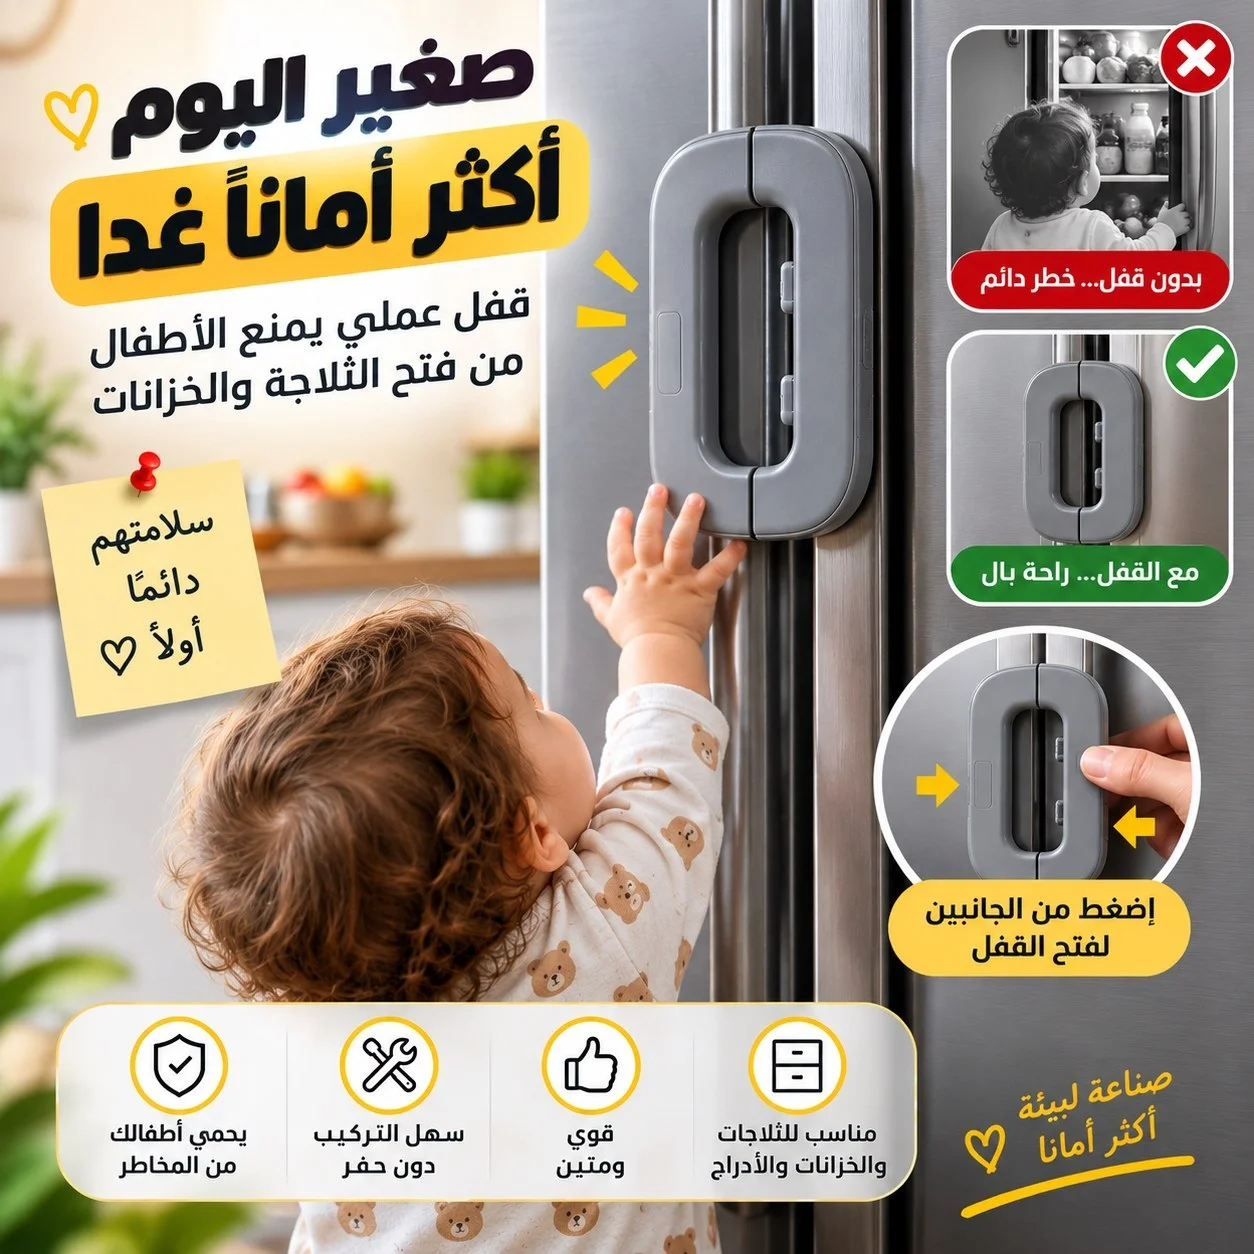 صغير اليوم
أكثر أماناً غدا
قفل عملي يمنع الأطفال
من فتح الثلاجة والخزانات
سلامتهم
دائمًا
أولأ
بدون قفل... خطر دائم
مع القفل... راحة بال
إضغط من الجانبين
لفتح القفل
مناسب للثلاجات
والخزانات والأدراج
قوي
ومتين
سهل التركيب
دون حفر
يحمي أطفالك
من المخاطر
صناعة لبيئة
أكثر أمانا